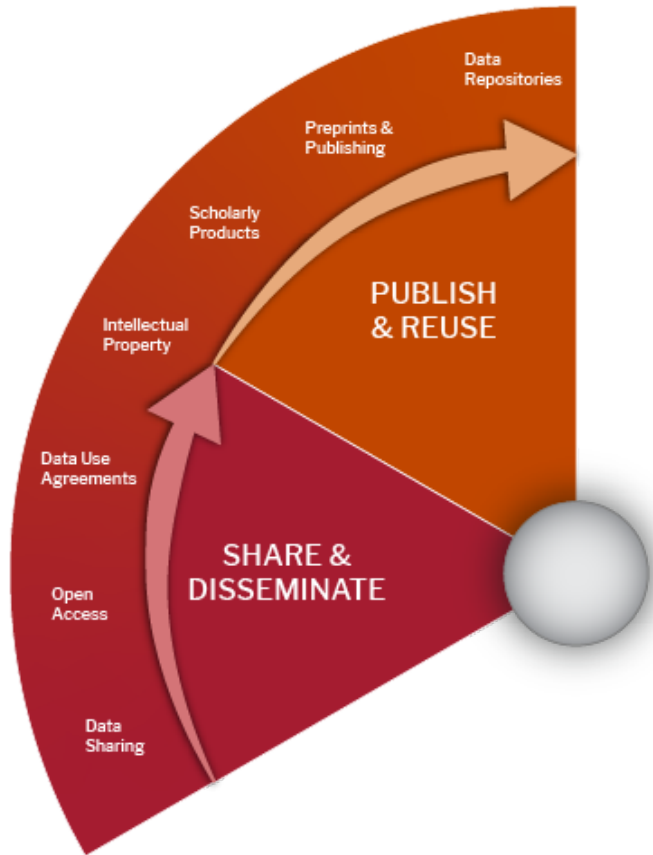 Data
Repositories
Preprints &
Publishing
Scholarly
Products
PUBLISH
& REUSE
Intellectual
Property
Data Use
Agreements
SHARE &
DISSEMINATE
Open
Access
Data
Sharing